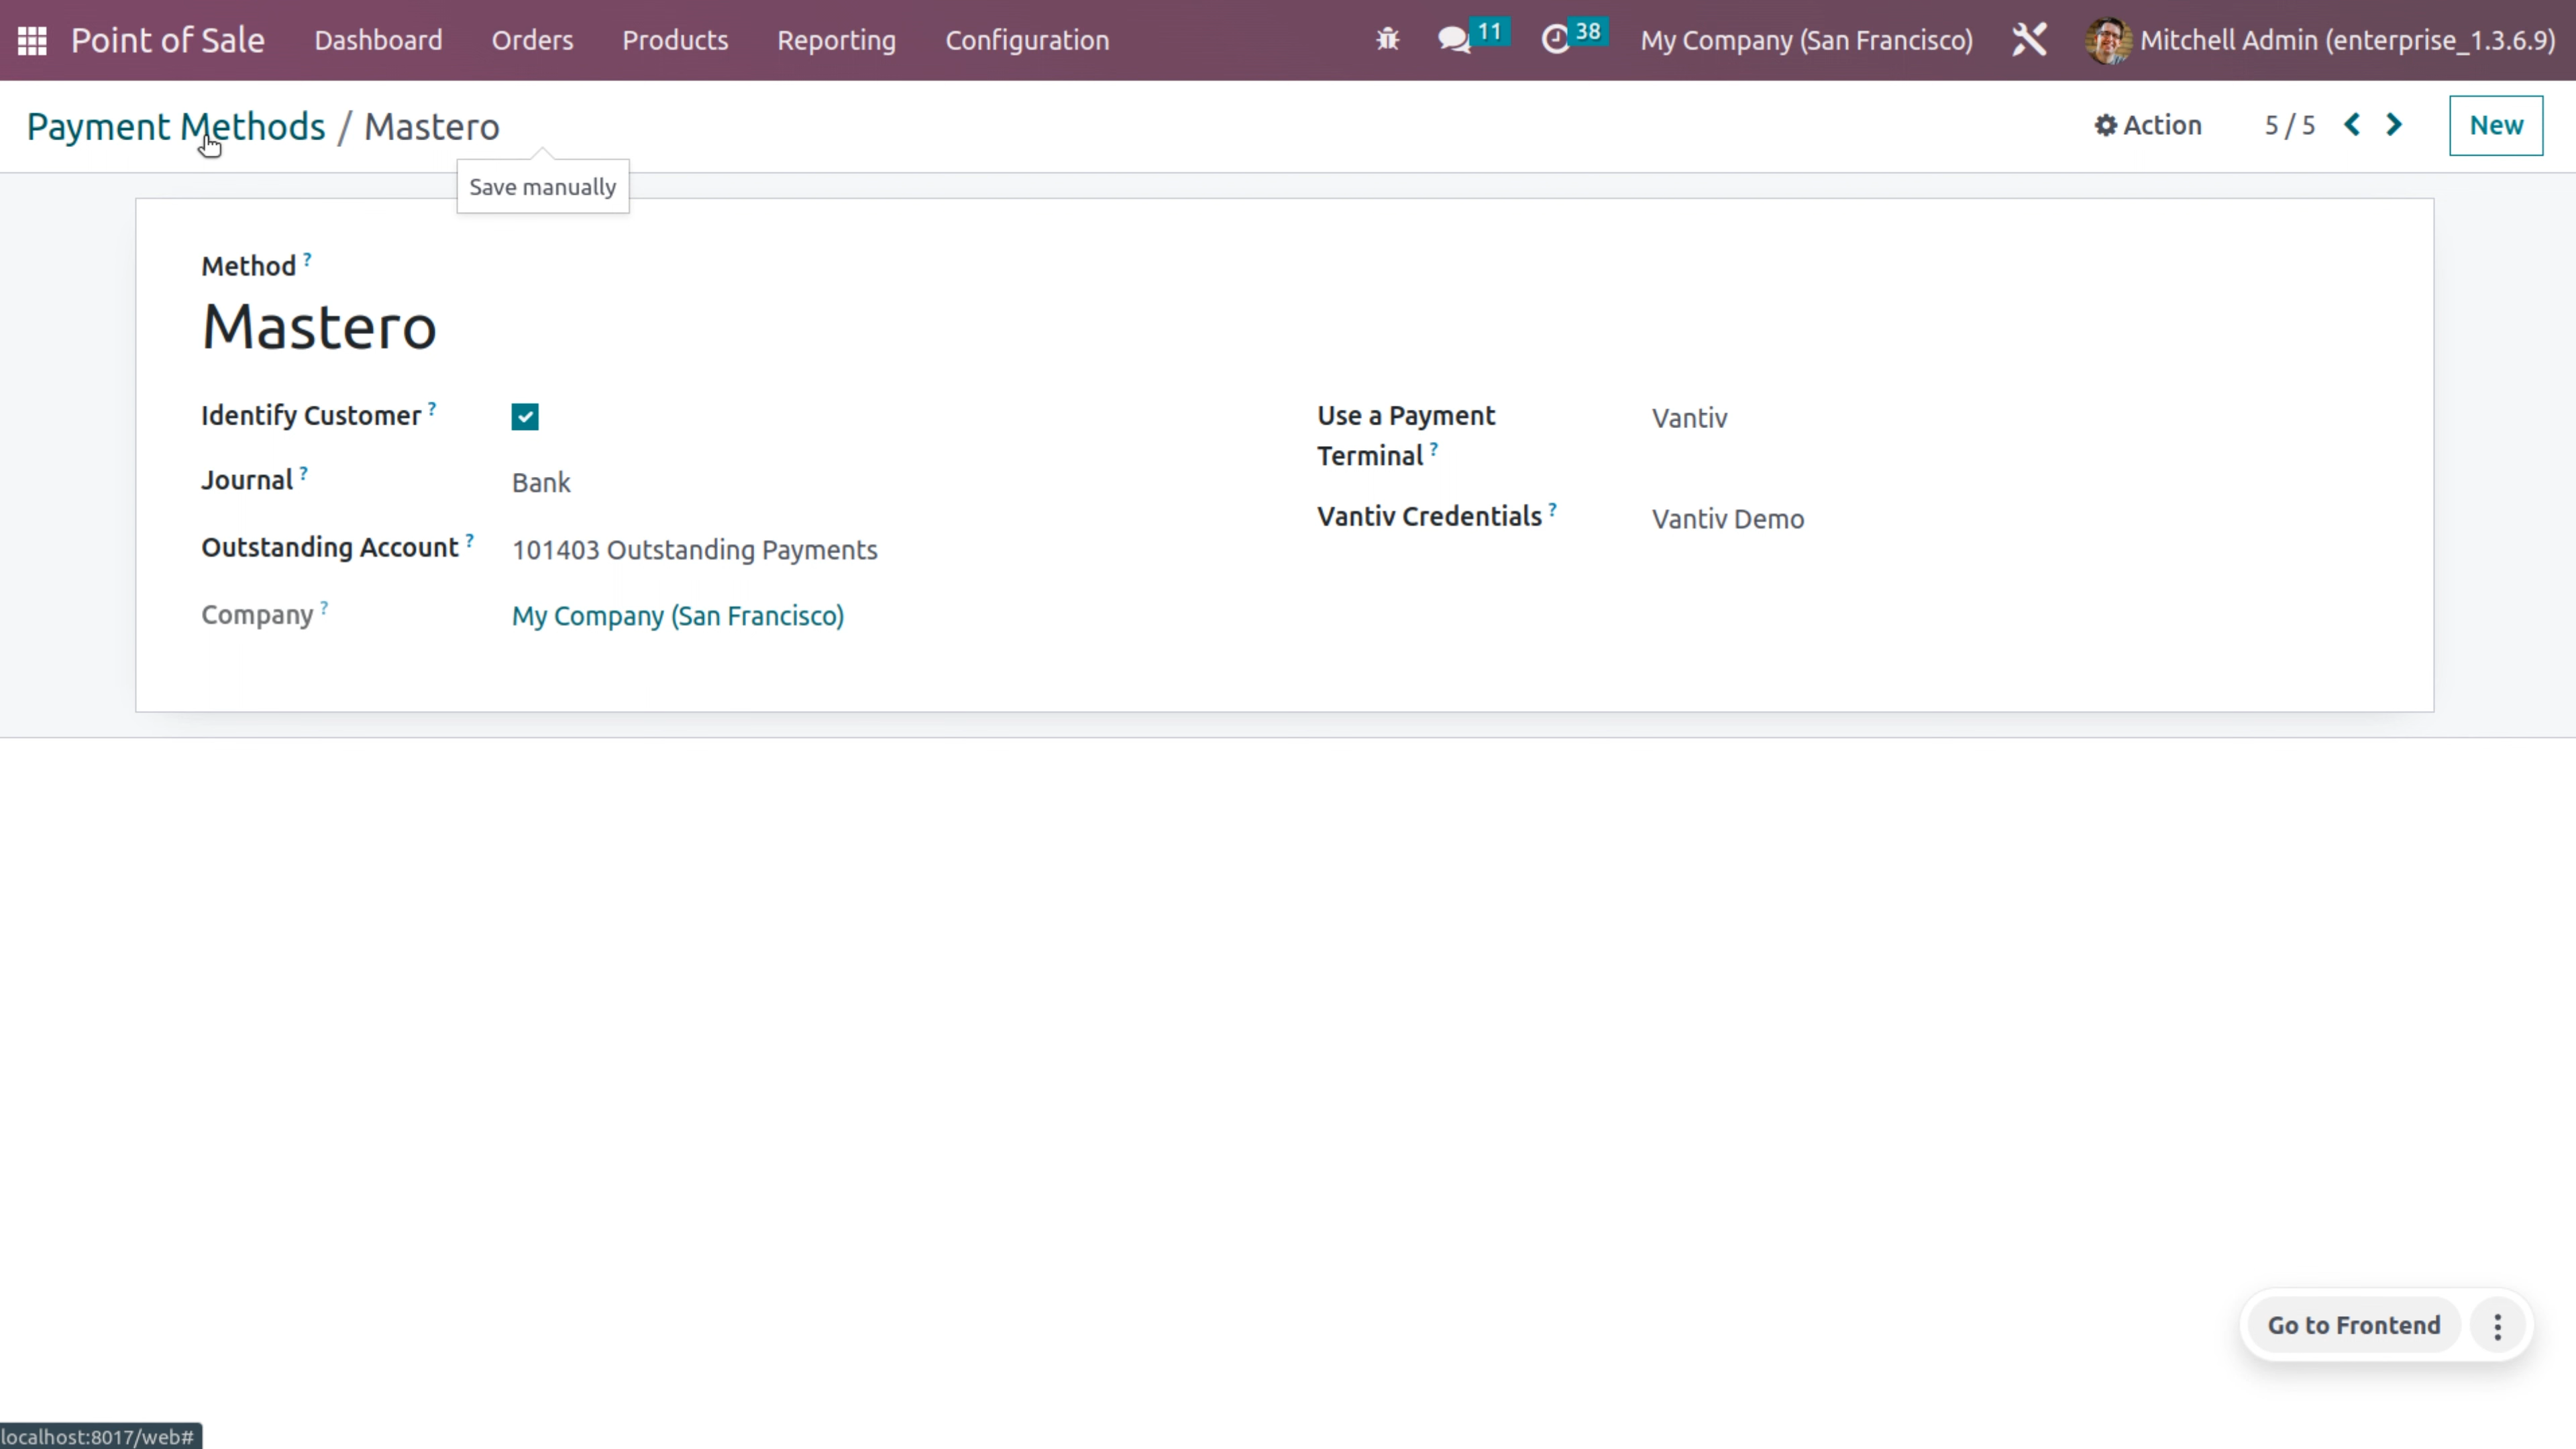 Point of Sale Dashboard Orders Products Reporting Configuration 11 38 My Company (San Francisco) Mitchell Admin (enterprise_1.3.6.9)
Payment Methods / Mastero Action 5 / 5 New
Save manually
Method ?
Mastero
Identify Customer ? Use a Payment Terminal ? Vantiv
Journal ? Bank
Vantiv Credentials ? Vantiv Demo
Outstanding Account ? 101403 Outstanding Payments
Company ? My Company (San Francisco)
Go to Frontend
localhost:8017/web#